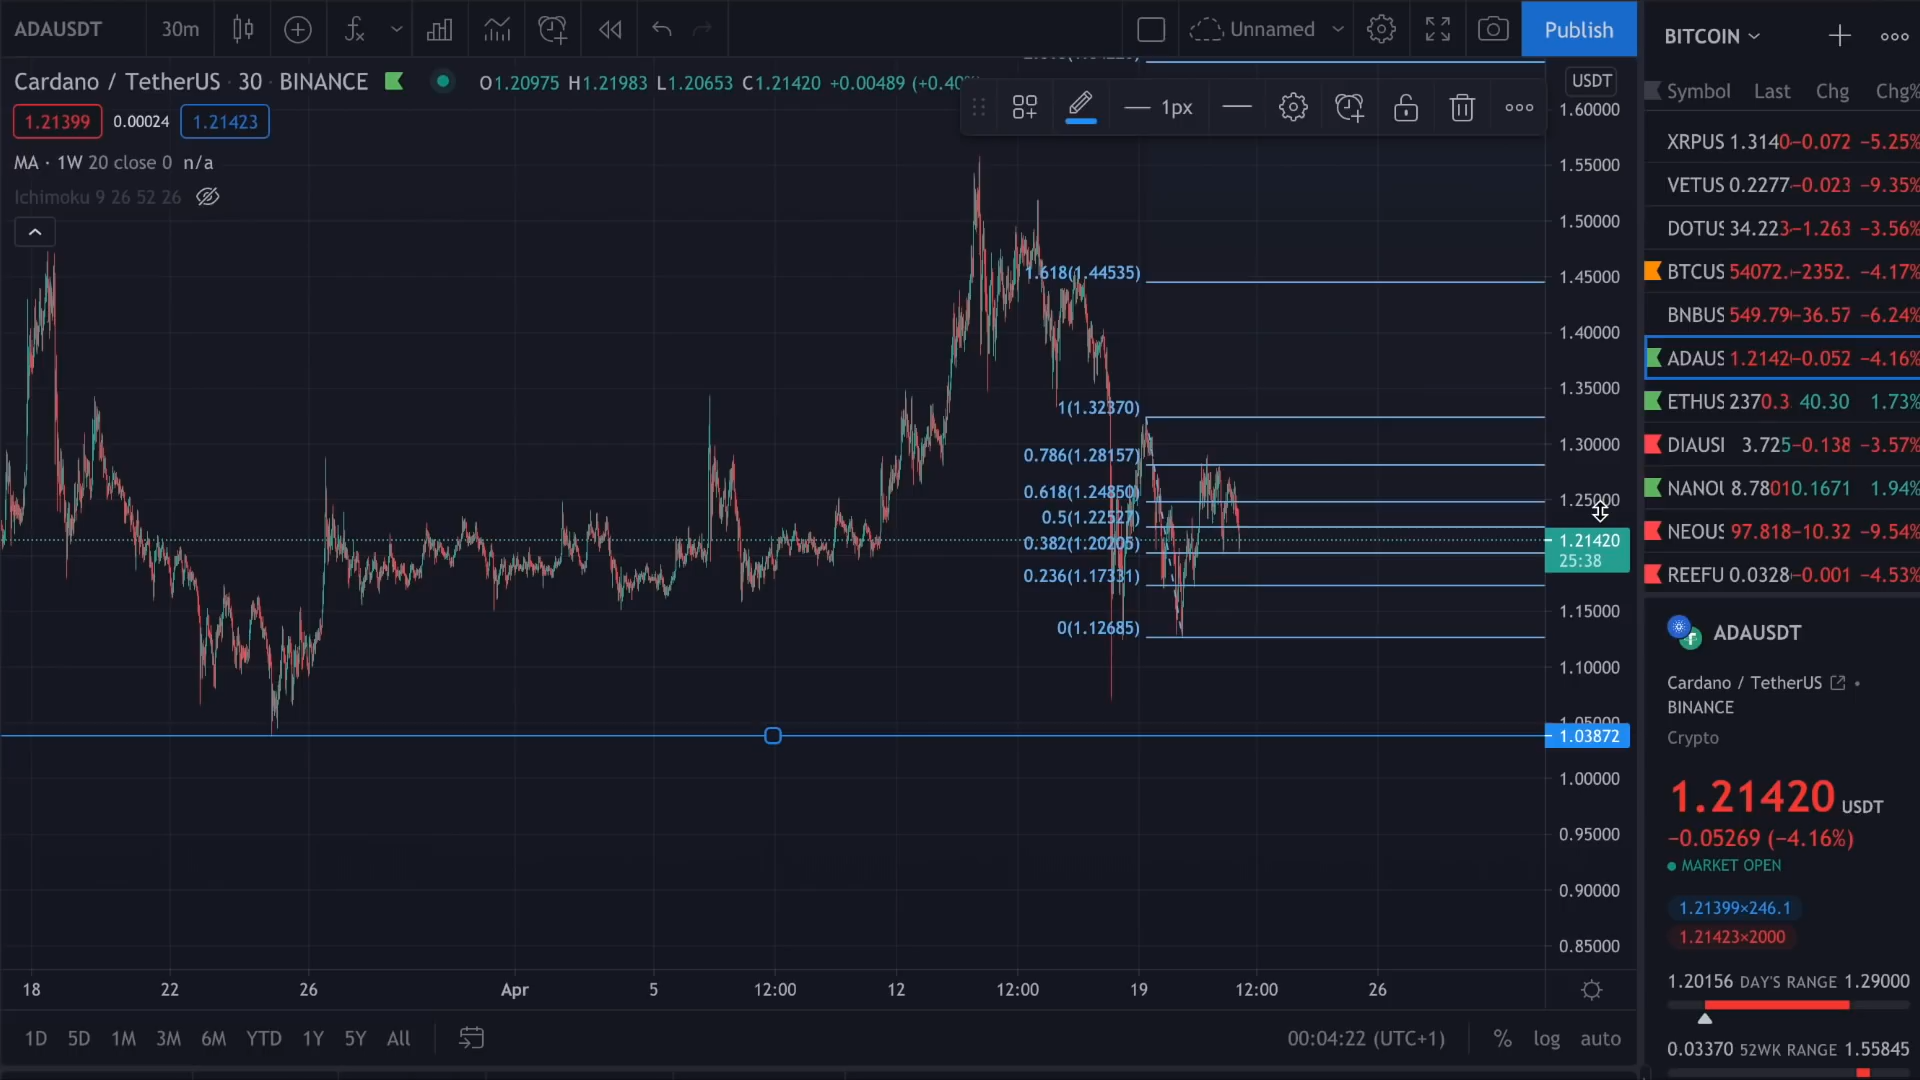 ADAUSDT 30m Unnamed Publish
Cardano / TetherUS · 30 · BINANCE O1.20975 H1.21983 L1.20653 C1.21420 +0.00489
1.21399 0.00024 1.21423
MA · 1W 20 close 0 n/a
Ichimoku 9 26 52 26
1px
1.618(1.44535)
1(1.32370)
0.786(1.28157)
0.618(1.24850)
0.5(1.22527)
0.382(1.20205)
0.236(1.17331)
0(1.12685)
USDT
1.60000
1.55000
1.50000
1.45000
1.40000
1.35000
1.30000
1.25000
1.21420
25:38
1.15000
1.10000
1.05000
1.03872
1.00000
0.95000
0.90000
0.85000
18 22 26 Apr 5 12:00 12 12:00 19 12:00 26
1D 5D 1M 3M 6M YTD 1Y 5Y All
00:04:22 (UTC+1) % log auto
BITCOIN
Symbol Last Chg Chg%
XRPUS 1.3140 −0.072 −5.25%
VETUS 0.2277 −0.023 −9.35%
DOTUS 34.223 −1.263 −3.56%
BTCUS 54072. −2352. −4.17%
BNBUS 549.79 −36.57 −6.24%
ADAUS 1.2142 −0.052 −4.16%
ETHUS 2370.3 40.30 1.73%
DIAUSI 3.725 −0.138 −3.57%
NANOU 8.7801 0.1671 1.94%
NEOUS 97.818 −10.32 −9.54%
REEFU 0.0328 −0.001 −4.53%
ADAUSDT
Cardano / TetherUS
BINANCE
Crypto
1.21420 USDT
−0.05269 (−4.16%)
MARKET OPEN
1.21399×246.1
1.21423×2000
1.20156 DAY'S RANGE 1.29000
0.03370 52WK RANGE 1.55845